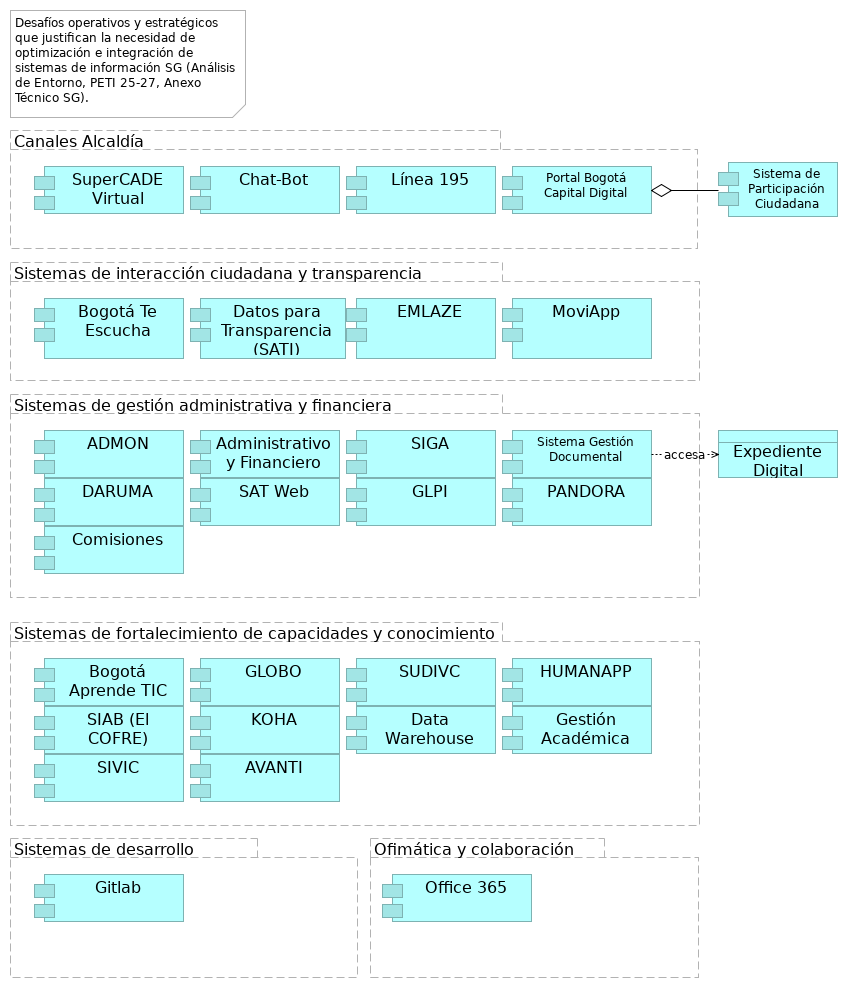 Desafíos operativos y estratégicos
que justifican la necesidad de
optimización e integración de
sistemas de información SG (Análisis
de Entorno, PETI 25-27, Anexo
Técnico SG).
Canales Alcaldía
SuperCADE
Virtual
Chat-Bot
Línea 195
Portal Bogotá
Capital Digital
Sistema de
Participación
Ciudadana
Sistemas de interacción ciudadana y transparencia
Bogotá Te
Escucha
Datos para
Transparencia
(SATI)
EMLAZE
MoviApp
Sistemas de gestión administrativa y financiera
ADMON
Administrativo
y Financiero
SIGA
Sistema Gestión
Documental
accesa
Expediente
Digital
DARUMA
SAT Web
GLPI
PANDORA
Comisiones
Sistemas de fortalecimiento de capacidades y conocimiento
Bogotá
Aprende TIC
GLOBO
SUDIVC
HUMANAPP
SIAB (El
COFRE)
KOHA
Data
Warehouse
Gestión
Académica
SIVIC
AVANTI
Sistemas de desarrollo
Gitlab
Ofimática y colaboración
Office 365